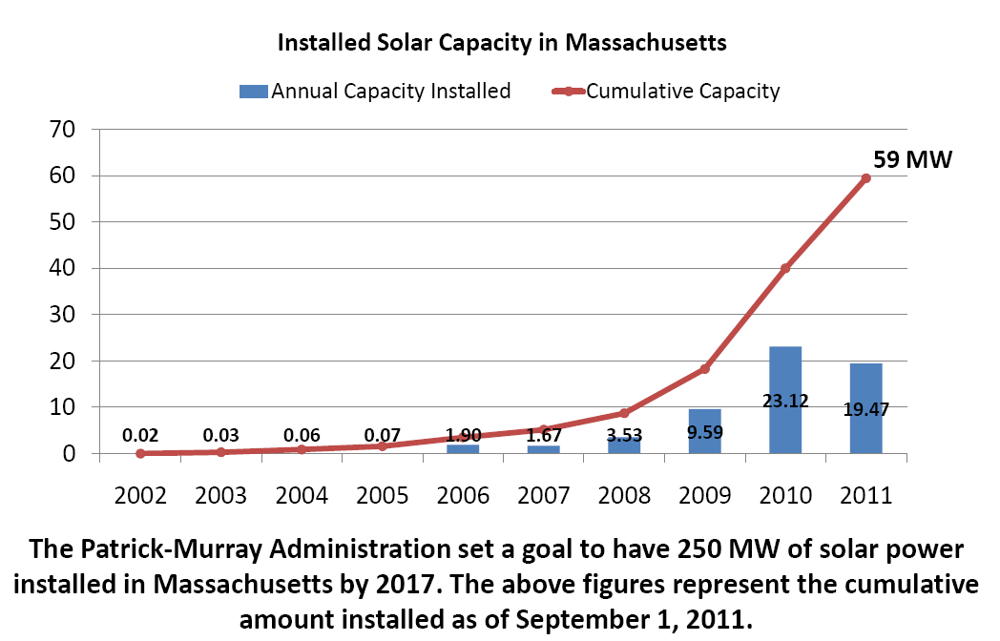 Installed Solar Capacity in Massachusetts
Annual Capacity Installed Cumulative Capacity
70
59 MW
60
50
40
30
20
10
0
0.02 0.03 0.06 0.07 1.90 1.67 3.53 9.59 23.12 19.47
2002 2003 2004 2005 2006 2007 2008 2009 2010 2011
The Patrick-Murray Administration set a goal to have 250 MW of solar power
installed in Massachusetts by 2017. The above figures represent the cumulative
amount installed as of September 1, 2011.